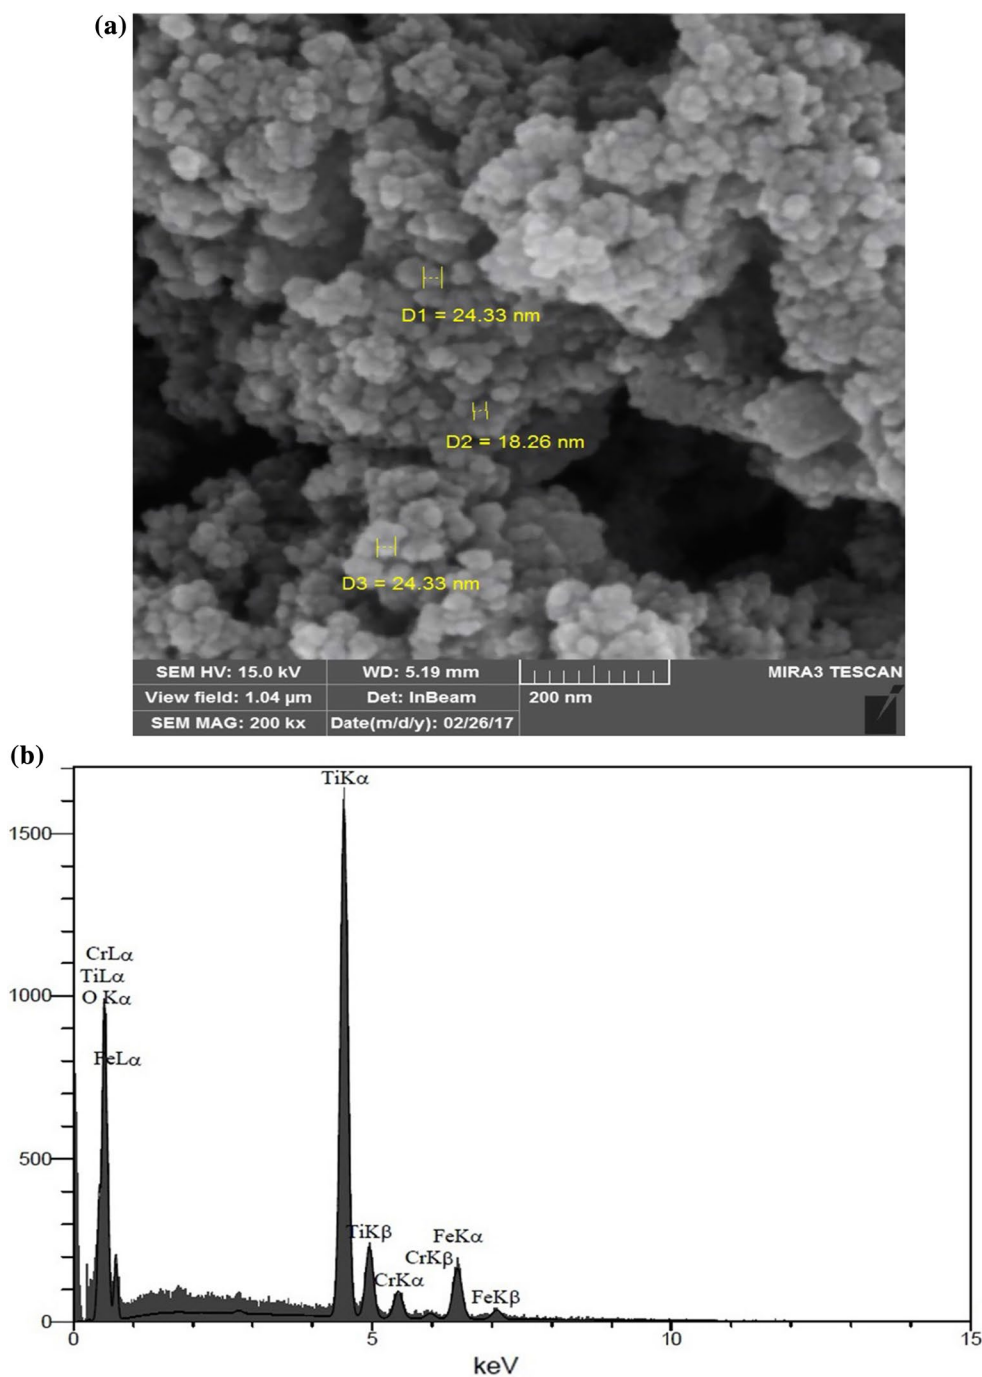 (a)
D1 = 24.33 nm
D2 = 18.26 nm
D3 = 24.33 nm
SEM HV: 15.0 kV WD: 5.19 mm MIRA3 TESCAN
View field: 1.04 µm Det: InBeam 200 nm
SEM MAG: 200 kx Date(m/d/y): 02/26/17
(b)
TiKα
1500
CrLα
TiLα
1000
O Kα
FeLα
500
TiKβ
FeKα
CrKβ
CrKα
FeKβ
0
0 5 10 15
keV